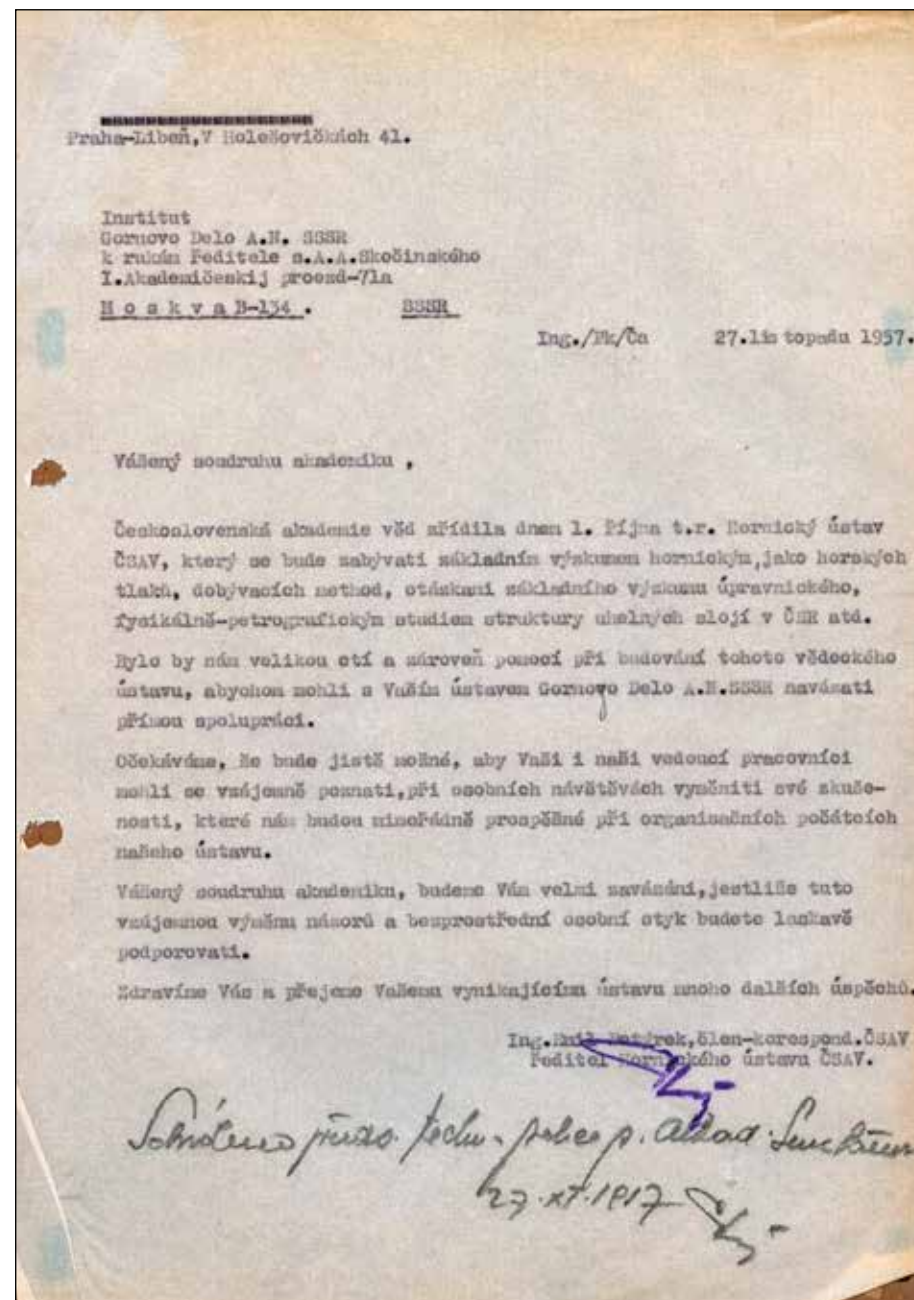 Praha-Libeň,V Holešovičkách 41.
Institut
Gornovo Delo A.N. SSSR
k rukám ředitele s.A.A.Skočinského
I.Akademičeskij proezd-7la
M o s k v a B-134 . SSSR
Ing./Pk/Ča 27.listopadu 1957.
Vážený soudruhu akademiku ,
Československá akademie věd zřídila dnem 1. října t.r. Hornický ústav
ČSAV, který se bude zabývati základním výzkumem hornickým,jako horských
tlaků, dobývacích method, otázkami základního výzkumu úpravnického,
fysikálně-petrografickým studiem struktury uhelných slojí v ČSR atd.
Bylo by nám velikou ctí a zároveň pomocí při budování tohoto vědeckého
ústavu, abychom mohli s Vaším ústavem Gornovo Delo A.N.SSSR navázati
přímou spolupráci.
Očekáváme, že bude jistě možné, aby Vaši i naši vedoucí pracovníci
mohli se vzájemně poznati,při osobních návštěvách vyměniti své zkuše-
nosti, které nám budou mimořádně prospěšné při organisačních počátcích
našeho ústavu.
Vážený soudruhu akademiku, budeme Vám velmi zavázáni,jestliže tuto
vzájemnou výměnu názorů a bezprostřední osobní styk budete laskavě
podporovati.
Zdravíme Vás a přejeme Vašemu vynikajícímu ústavu mnoho dalších úspěchů.
Ing. člen-korespond.ČSAV
Ředitel Hornického ústavu ČSAV.
techn. p. akad.
27.XI.1957